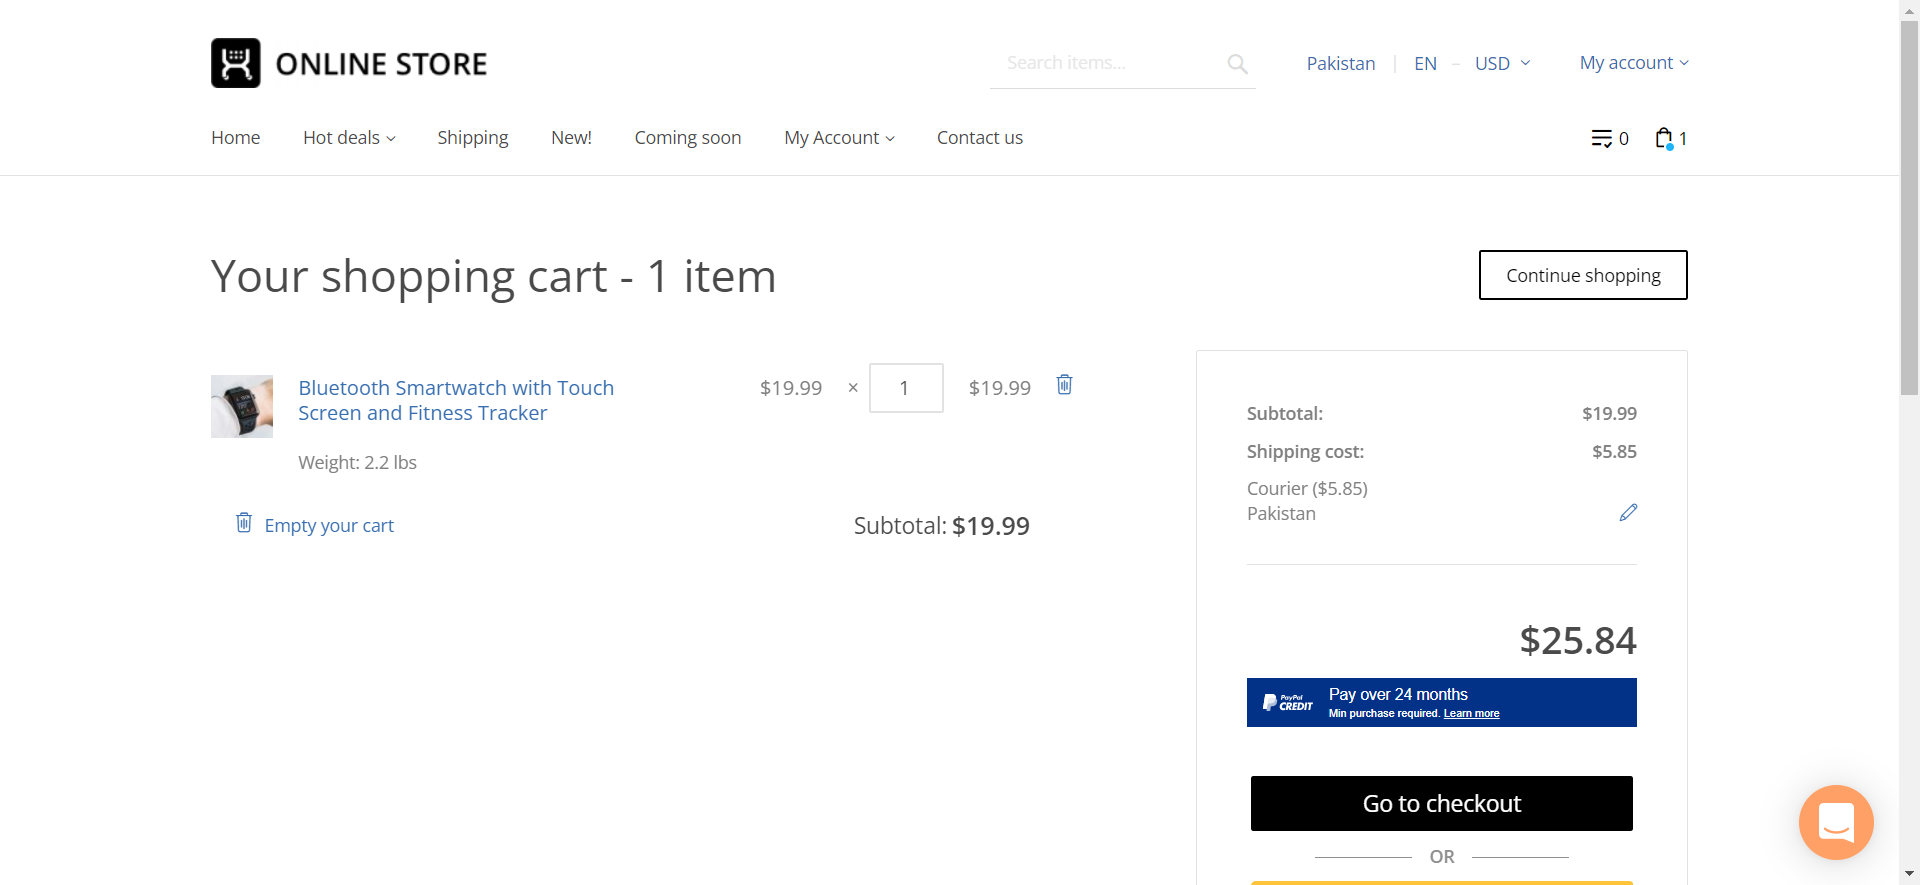 ONLINE STORE
Search items...
Pakistan
EN – USD
My account
Home
Hot deals
Shipping
New!
Coming soon
My Account
Contact us
0
1
Your shopping cart - 1 item
Continue shopping
Bluetooth Smartwatch with Touch
Screen and Fitness Tracker
$19.99 × 1 $19.99
Weight: 2.2 lbs
Empty your cart
Subtotal: $19.99
Subtotal: $19.99
Shipping cost: $5.85
Courier ($5.85)
Pakistan
$25.84
PayPal
CREDIT
Pay over 24 months
Min purchase required. Learn more
Go to checkout
OR